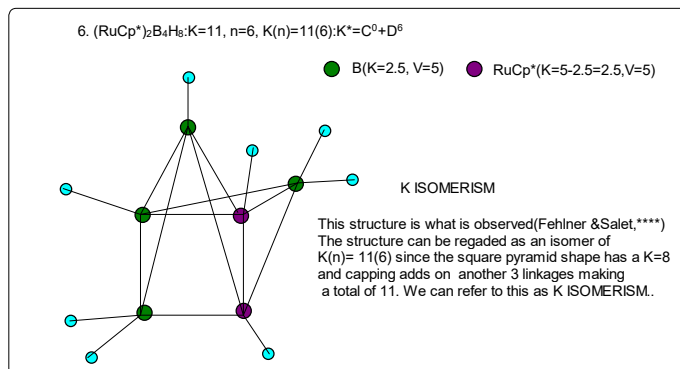 6. (RuCp*)₂B₄H₈:K=11, n=6, K(n)=11(6):K*=C⁰+D⁶
B(K=2.5, V=5) RuCp*(K=5-2.5=2.5,V=5)
K ISOMERISM
This structure is what is observed(Fehlner &Salet,****)
The structure can be regaded as an isomer of
K(n)= 11(6) since the square pyramid shape has a K=8
and capping adds on another 3 linkages making
a total of 11. We can refer to this as K ISOMERISM..